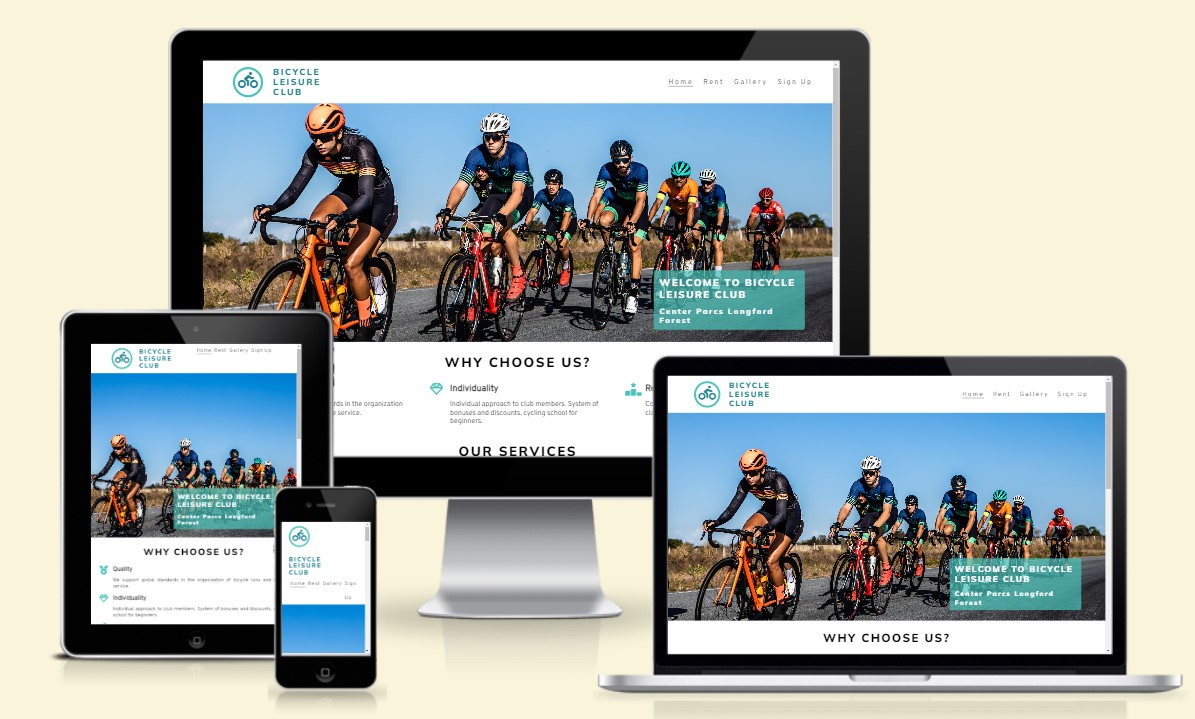 BICYCLE
LEISURE
CLUB
Home Rent Gallery Sign Up
WELCOME TO BICYCLE
LEISURE CLUB
Center Parcs Longford
Forest
WHY CHOOSE US?
rds in the organization
service.
Individuality
Individual approach to club members. System of
bonuses and discounts, cycling school for
beginners.
Re
Co
cla
OUR SERVICES
BICYCLE
LEISURE
CLUB
Home Rent Gallery Sign Up
WELCOME TO BICYCLE
LEISURE CLUB
Center Parcs Longford
Forest
WHY CHOOSE US?
Quality
We support global standards in the organization of bicycle runs and
service.
Individuality
Individual approach to club members. System of bonuses and discounts,
school for beginners.
BICYCLE
LEISURE
CLUB
Home Rent Gallery Sign
Up
BICYCLE
LEISURE
CLUB
Home Rent Gallery Sign Up
WELCOME TO BICYCLE
LEISURE CLUB
Center Parcs Longford
Forest
WHY CHOOSE US?